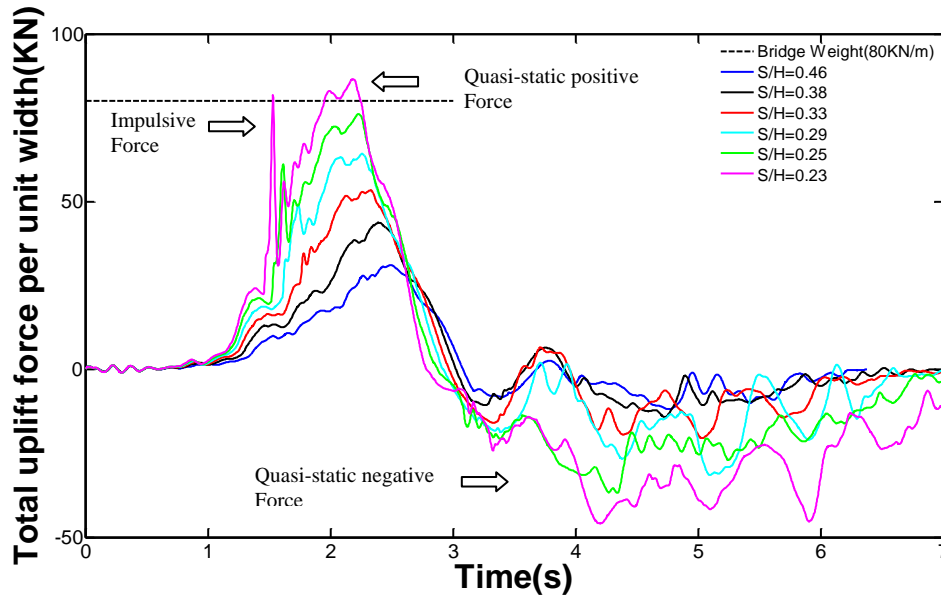 Total uplift force per unit width(KN)
100
50
0
-50
0
1
2
3
4
5
6
7
Time(s)
Impulsive
Force
Quasi-static positive
Force
Quasi-static negative
Force
Bridge Weight(80KN/m)
S/H=0.46
S/H=0.38
S/H=0.33
S/H=0.29
S/H=0.25
S/H=0.23